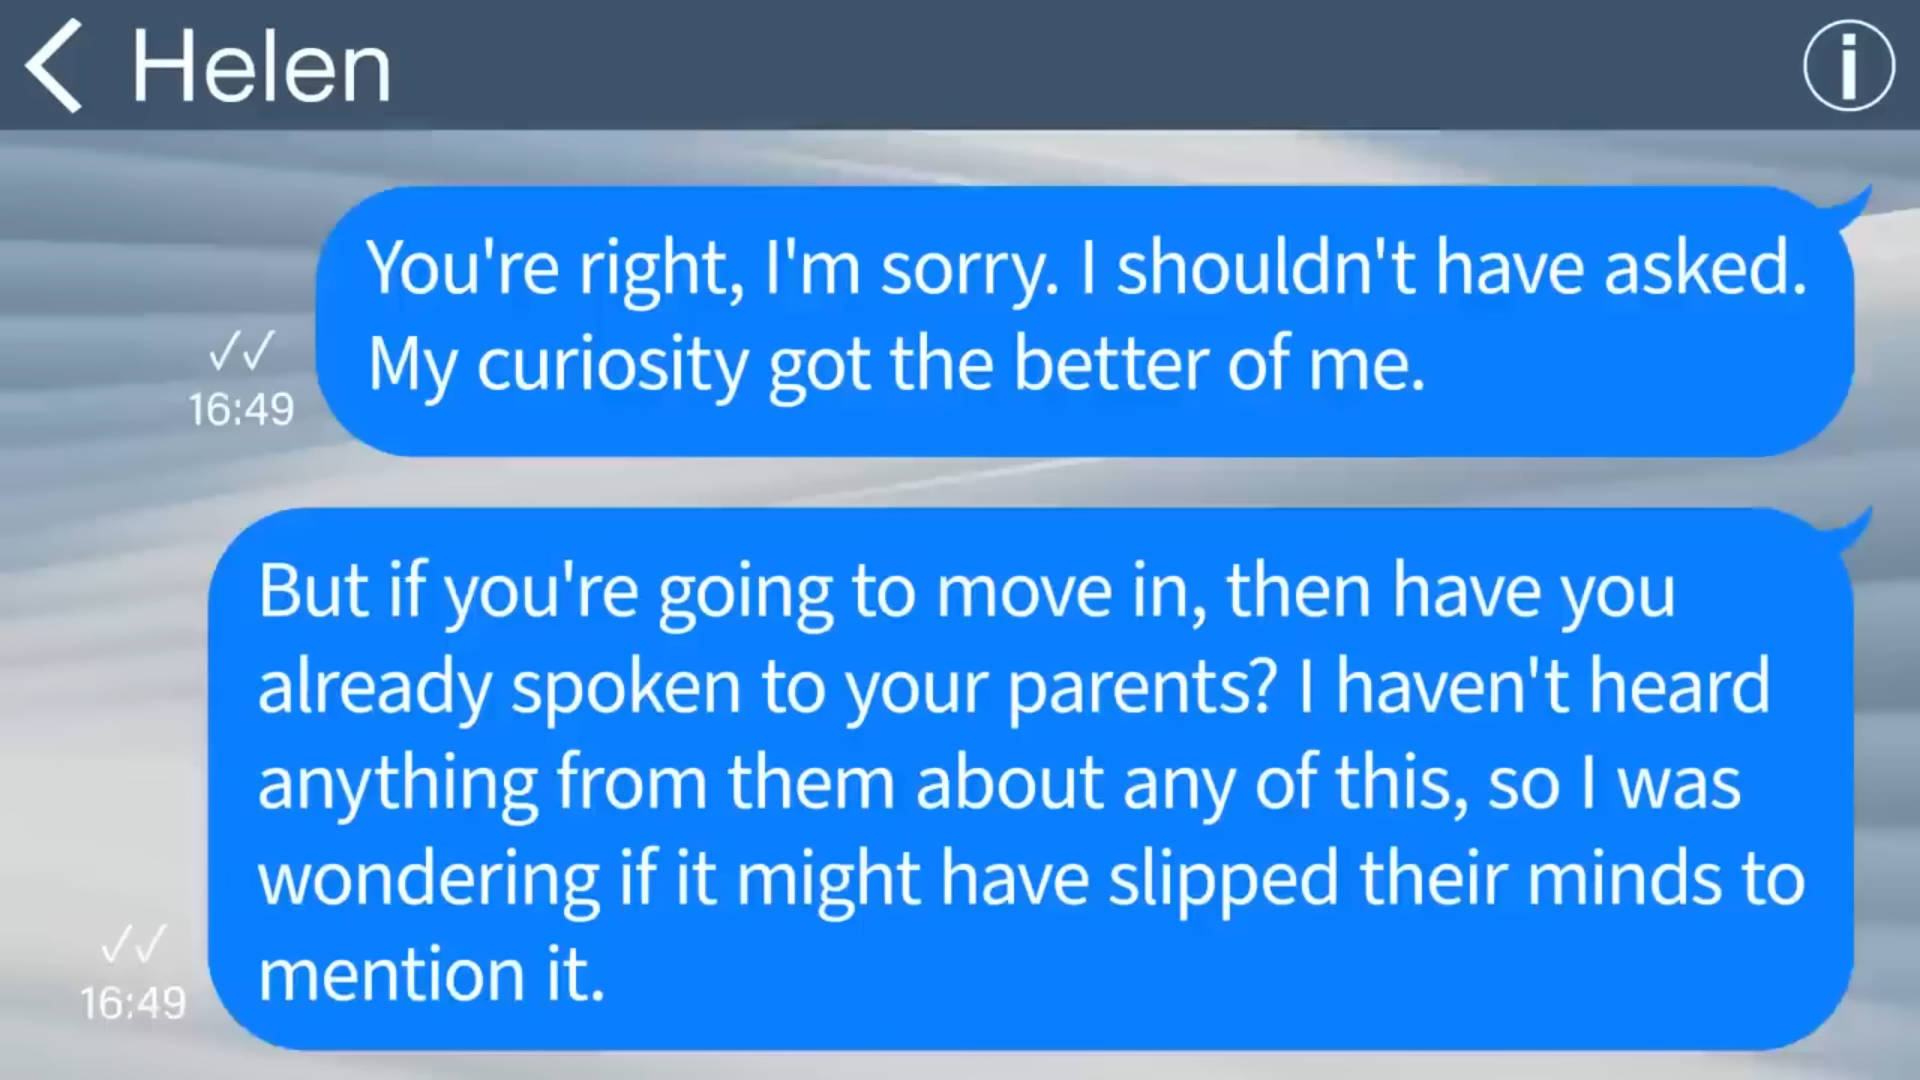 Helen
You're right, I'm sorry. I shouldn't have asked.
My curiosity got the better of me.
✓✓
16:49
But if you're going to move in, then have you
already spoken to your parents? I haven't heard
anything from them about any of this, so I was
wondering if it might have slipped their minds to
mention it.
✓✓
16:49